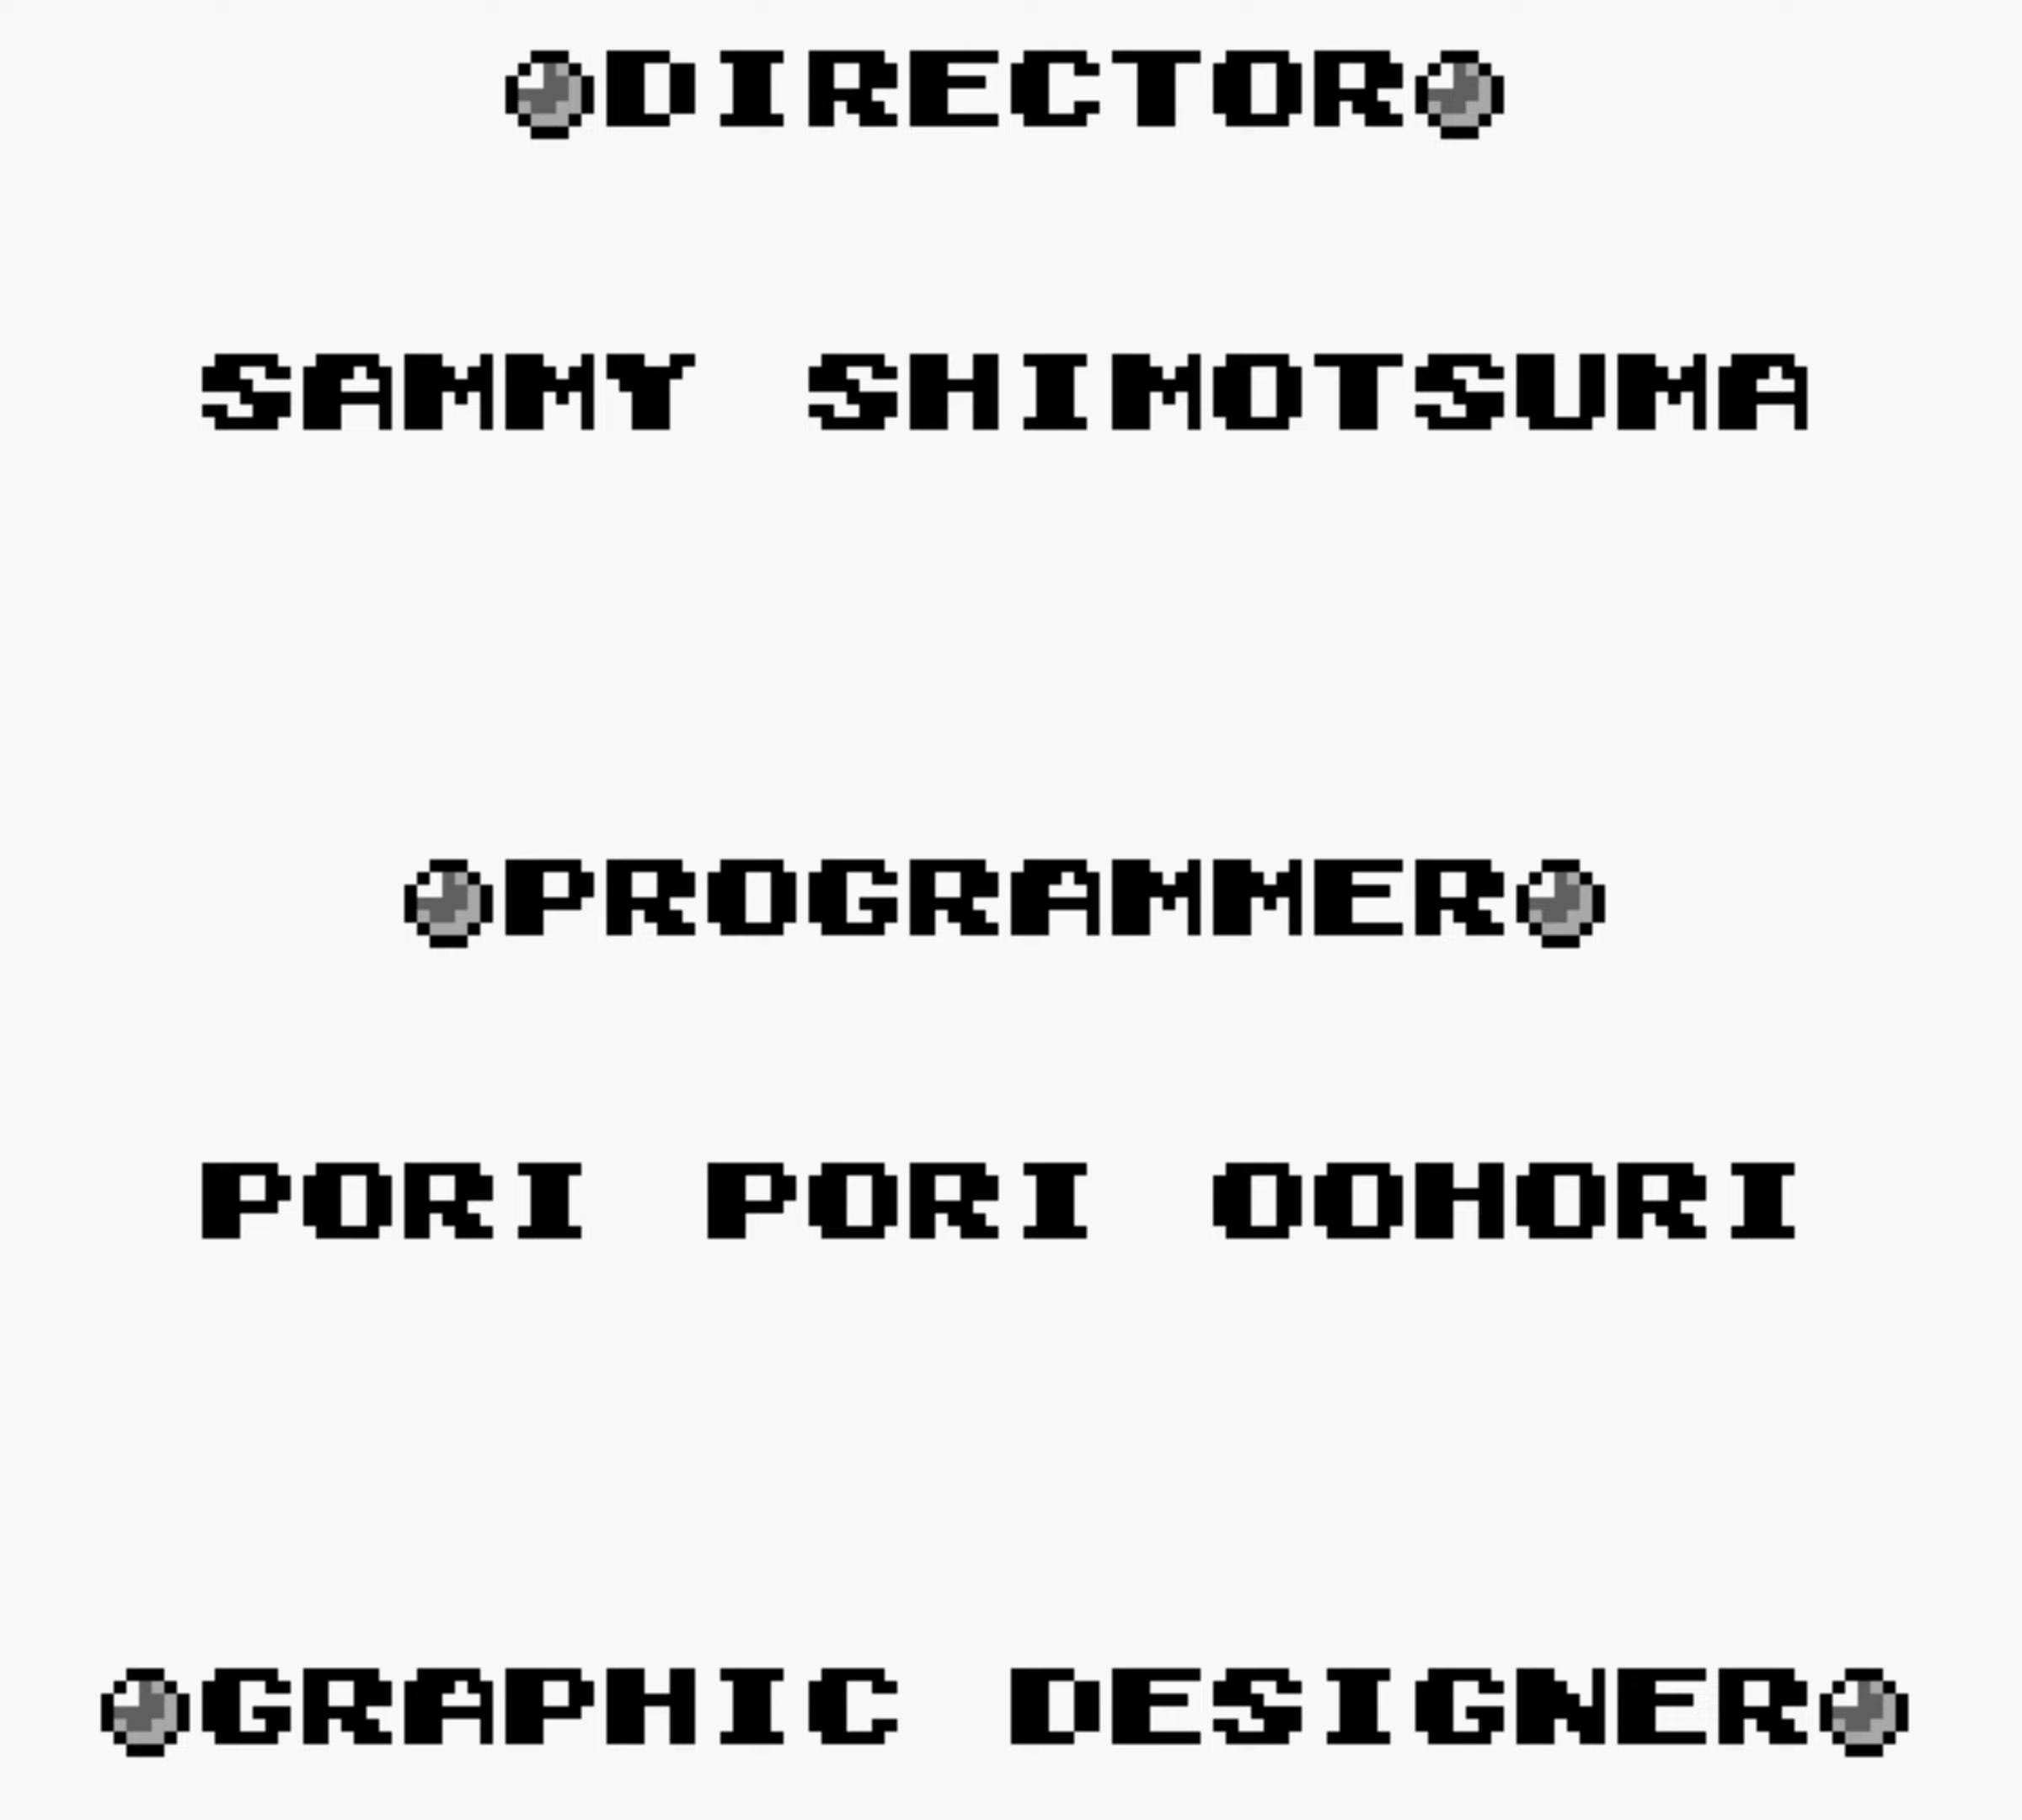 DIRECTOR
SAMMY SHIMOTSUMA
PROGRAMMER
PORI PORI OOHORI
GRAPHIC DESIGNER